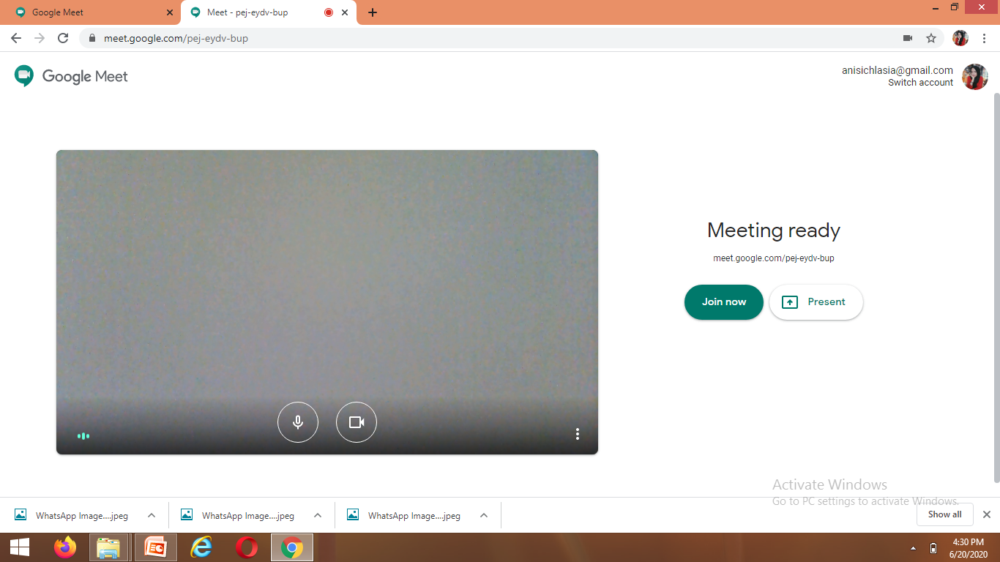 Google Meet
Meet - pej-eydv-bup
meet.google.com/pej-eydv-bup
Google Meet
anisichlasia@gmail.com
Switch account
Meeting ready
meet.google.com/pej-eydv-bup
Join now
Present
Activate Windows
Go to PC settings to activate Windows.
WhatsApp Image....jpeg
WhatsApp Image....jpeg
WhatsApp Image....jpeg
Show all
4:30 PM
6/20/2020